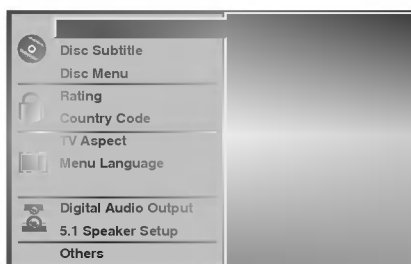 Disc Subtitle
Disc Menu
Rating
Country Code
TV Aspect
Menu Language
Digital Audio Output
5.1 Speaker Setup
Others